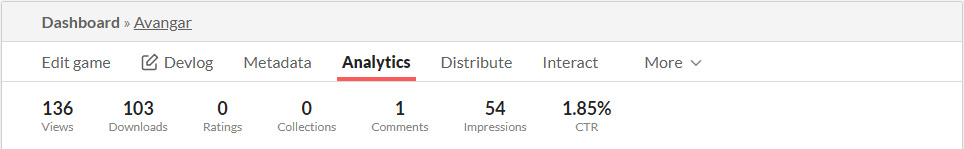 Dashboard » Avangar
Edit game Devlog Metadata Analytics Distribute Interact More
136 103 0 0 1 54 1.85%
Views Downloads Ratings Collections Comments Impressions CTR